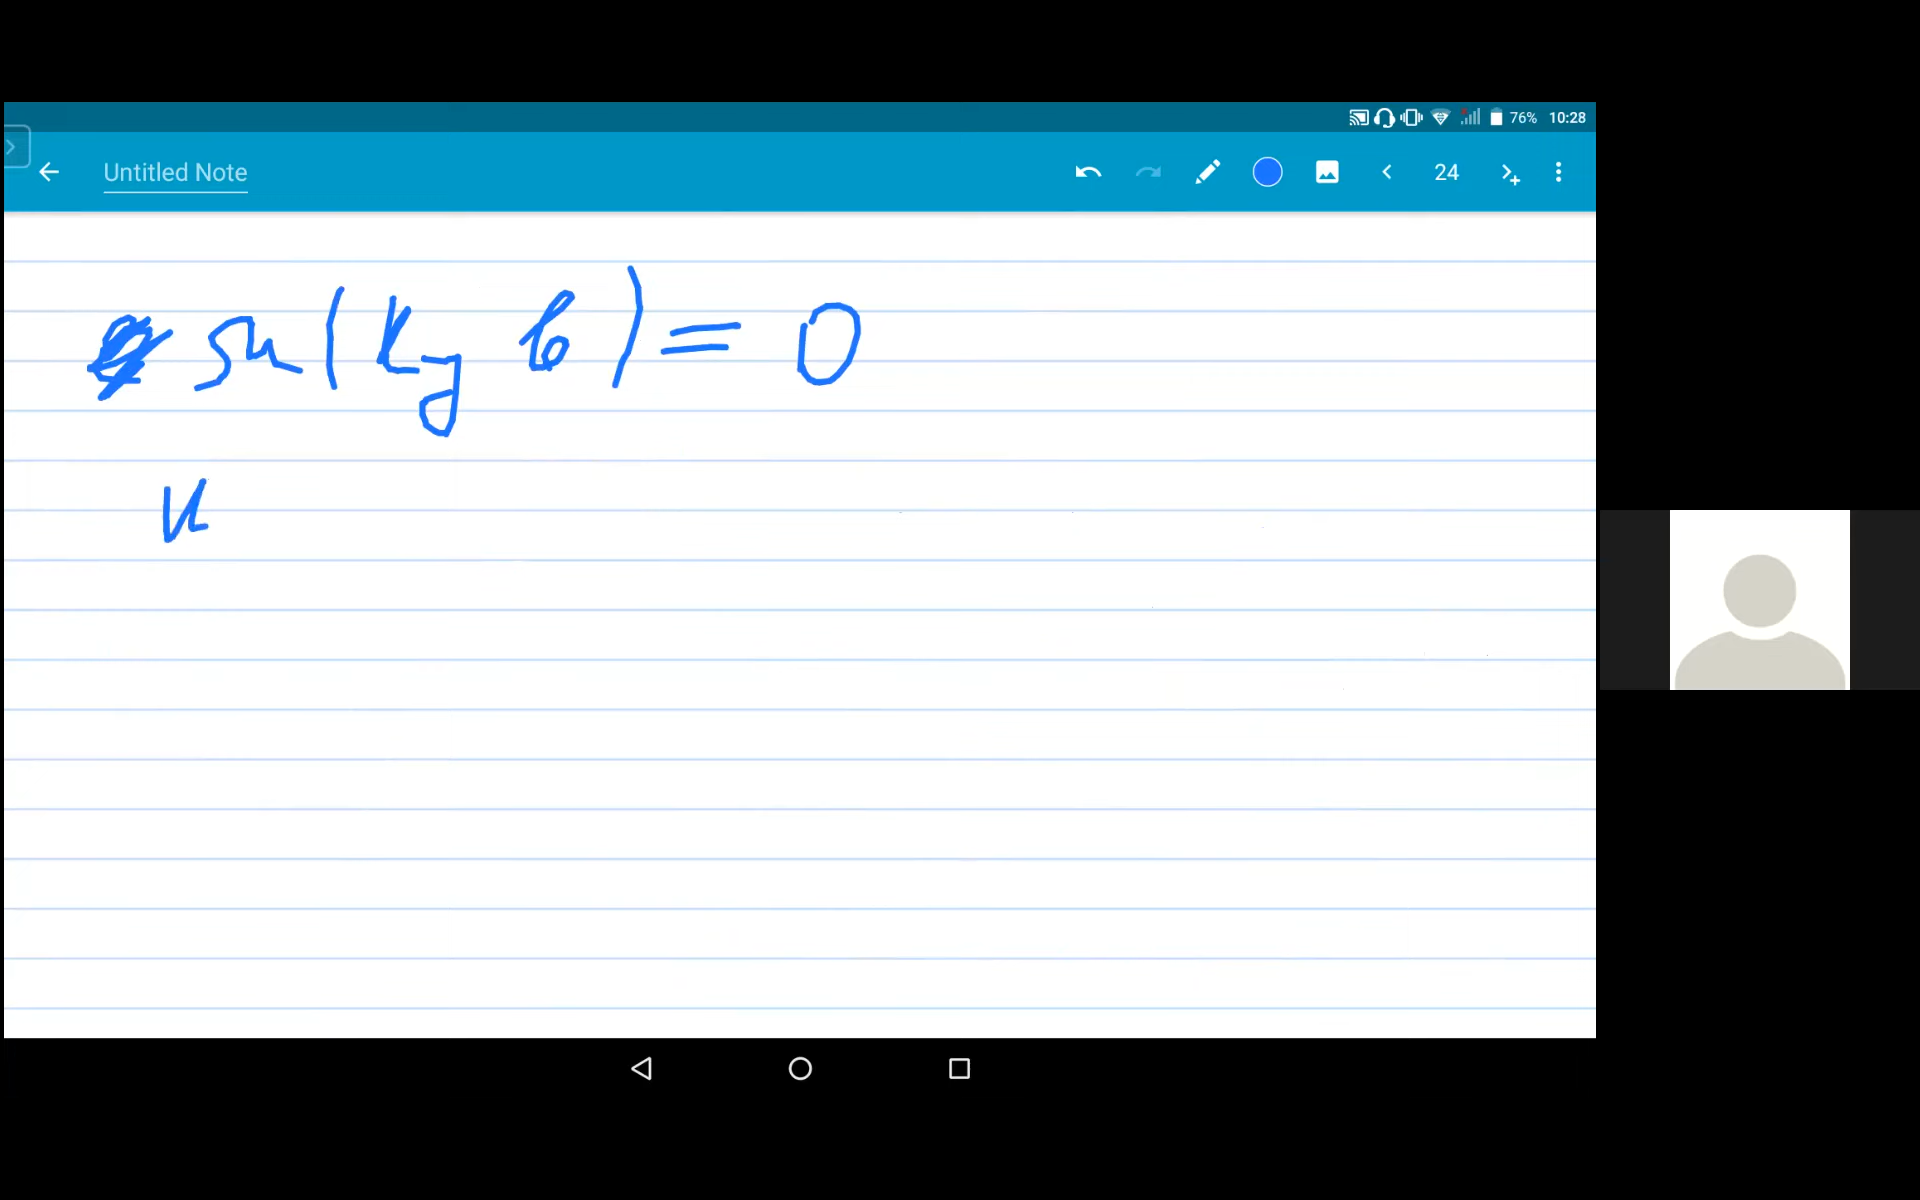 76% 10:28
Untitled Note 24
sin(k_y b) = 0
k